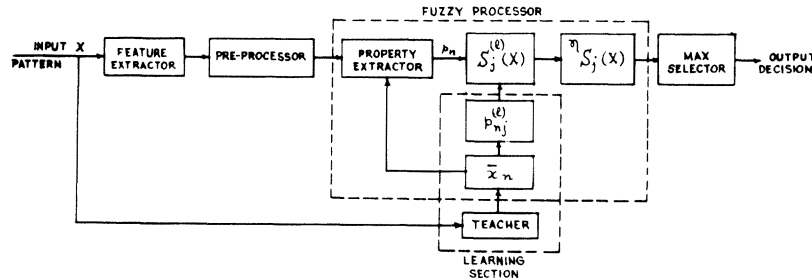 FUZZY PROCESSOR
INPUT X
PATTERN
FEATURE
EXTRACTOR
PRE-PROCESSOR
PROPERTY
EXTRACTOR
p_n
S_j^{(l)}(X)
η S_j(X)
MAX
SELECTOR
OUTPUT
DECISION
p_{nj}^{(l)}
x̄_n
TEACHER
LEARNING
SECTION